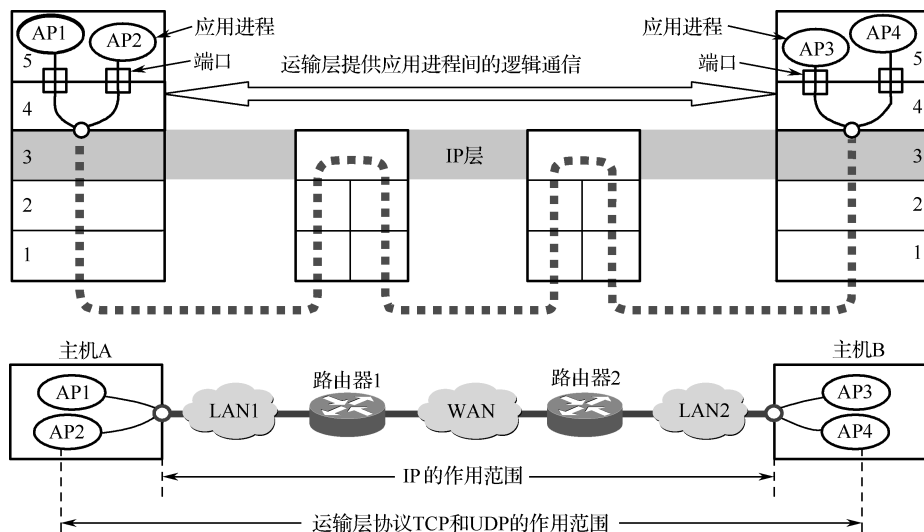 AP1
AP2
应用进程
端口
运输层提供应用进程间的逻辑通信
应用进程
端口
AP3
AP4
5
4
3
2
1
IP层
5
4
3
2
1
主机A
AP1
AP2
LAN1
路由器1
WAN
路由器2
LAN2
主机B
AP3
AP4
IP的作用范围
运输层协议TCP和UDP的作用范围